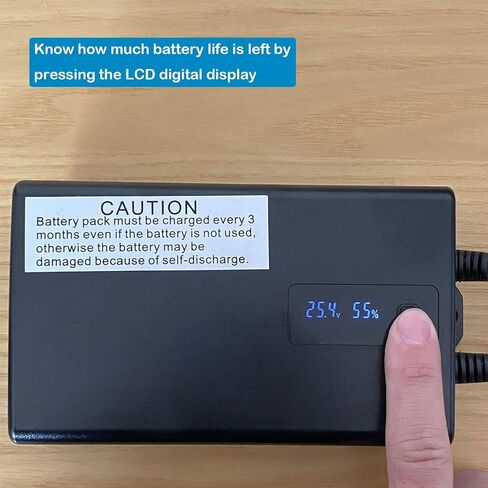 Know how much battery life is left by
pressing the LCD digital display
CAUTION
Battery pack must be charged every 3
months even if the battery is not used,
otherwise the battery may be
damaged because of self-discharge.
25.4v 55%